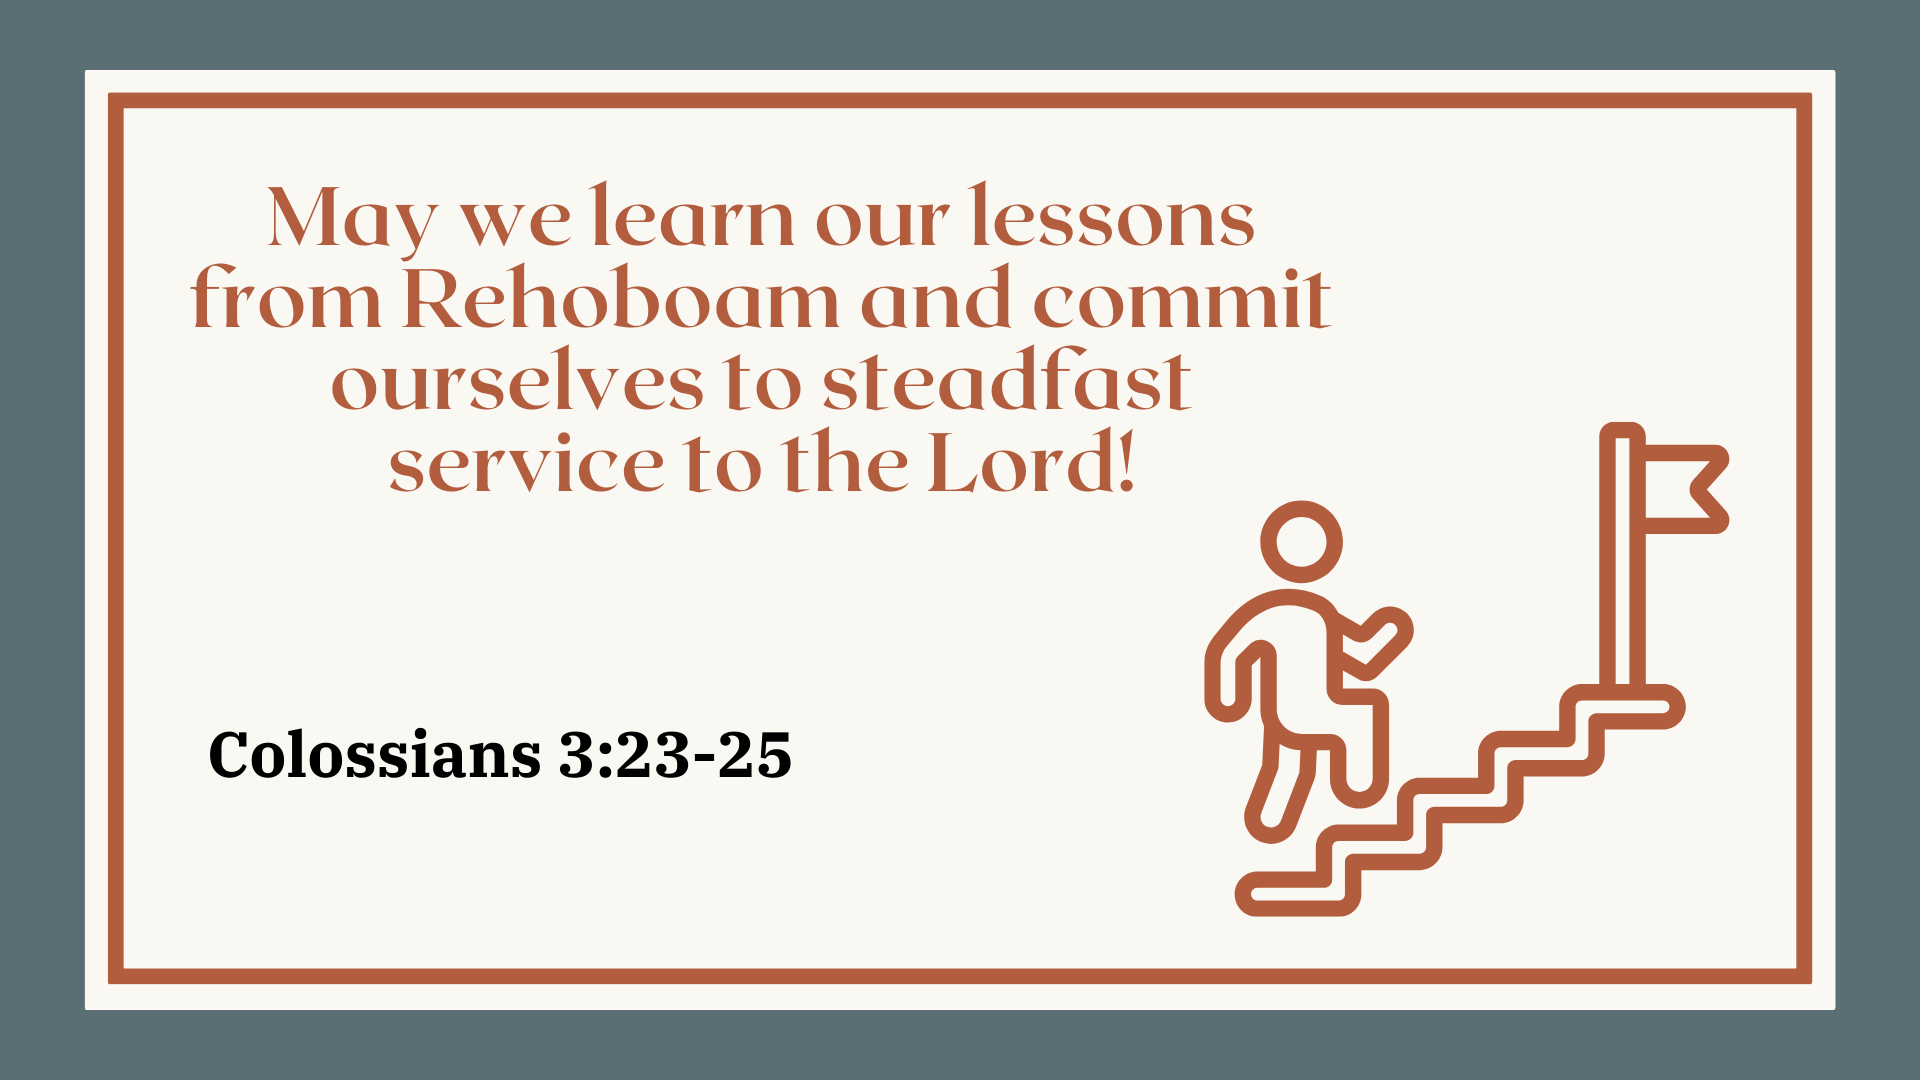 May we learn our lessons
from Rehoboam and commit
ourselves to steadfast
service to the Lord!
Colossians 3:23-25